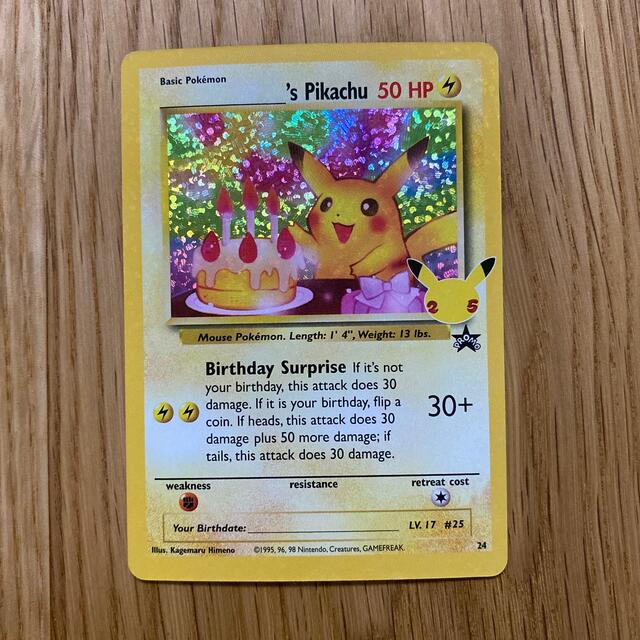 Basic Pokémon
____________'s Pikachu 50 HP
25
PROMO
Mouse Pokémon. Length: 1' 4", Weight: 13 lbs.
Birthday Surprise If it's not
your birthday, this attack does 30
damage. If it is your birthday, flip a
coin. If heads, this attack does 30
damage plus 50 more damage; if
tails, this attack does 30 damage.
30+
weakness resistance retreat cost
Your Birthdate:____________________ LV. 17 #25
Illus. Kagemaru Himeno ©1995, 96, 98 Nintendo, Creatures, GAMEFREAK. 24